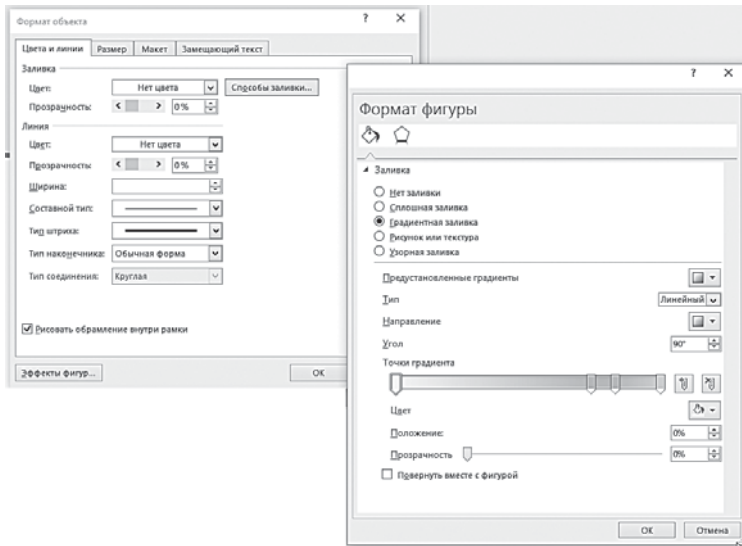 Формат объекта
? ×
Цвета и линии Размер Макет Замещающий текст
Заливка
Цвет: Нет цвета Способы заливки...
Прозрачность: 0%
Линия
Цвет: Нет цвета
Прозрачность: 0%
Ширина:
Составной тип:
Тип штриха:
Тип наконечника: Обычная форма
Тип соединения: Круглая
Рисовать обрамление внутри рамки
Эффекты фигур...
ОК
? ×
Формат фигуры
Заливка
Нет заливки
Сплошная заливка
Градиентная заливка
Рисунок или текстура
Узорная заливка
Предустановленные градиенты
Тип Линейный
Направление
Угол 90°
Точки градиента
Цвет
Положение: 0%
Прозрачность 0%
Повернуть вместе с фигурой
ОК Отмена